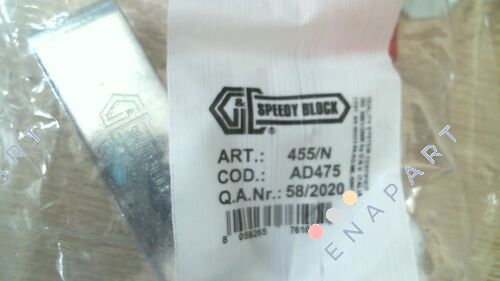 G&C SPEEDY BLOCK ®
ART.: 455/N
COD.: AD475
Q.A.Nr.: 58/2020
8 058265
ENAPART